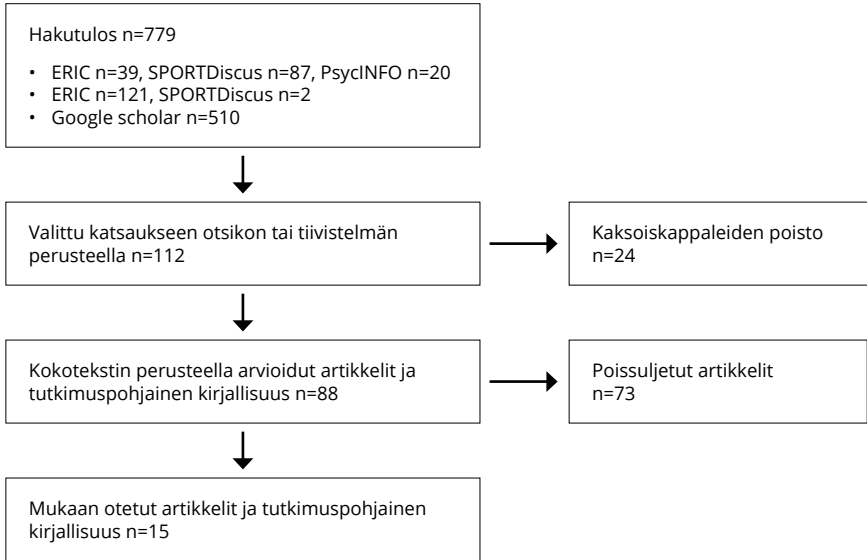 Hakutulos n=779
• ERIC n=39, SPORTDiscus n=87, PsycINFO n=20
• ERIC n=121, SPORTDiscus n=2
• Google scholar n=510
Valittu katsaukseen otsikon tai tiivistelmän
perusteella n=112
Kaksoiskappaleiden poisto
n=24
Kokotekstin perusteella arvioidut artikkelit ja
tutkimuspohjainen kirjallisuus n=88
Poissuljetut artikkelit
n=73
Mukaan otetut artikkelit ja tutkimuspohjainen
kirjallisuus n=15